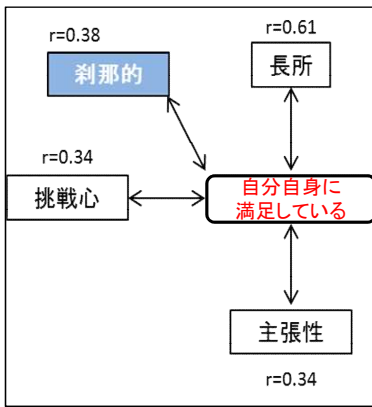 r=0.38
刹那的
r=0.61
長所
r=0.34
挑戦心
自分自身に
満足している
主張性
r=0.34